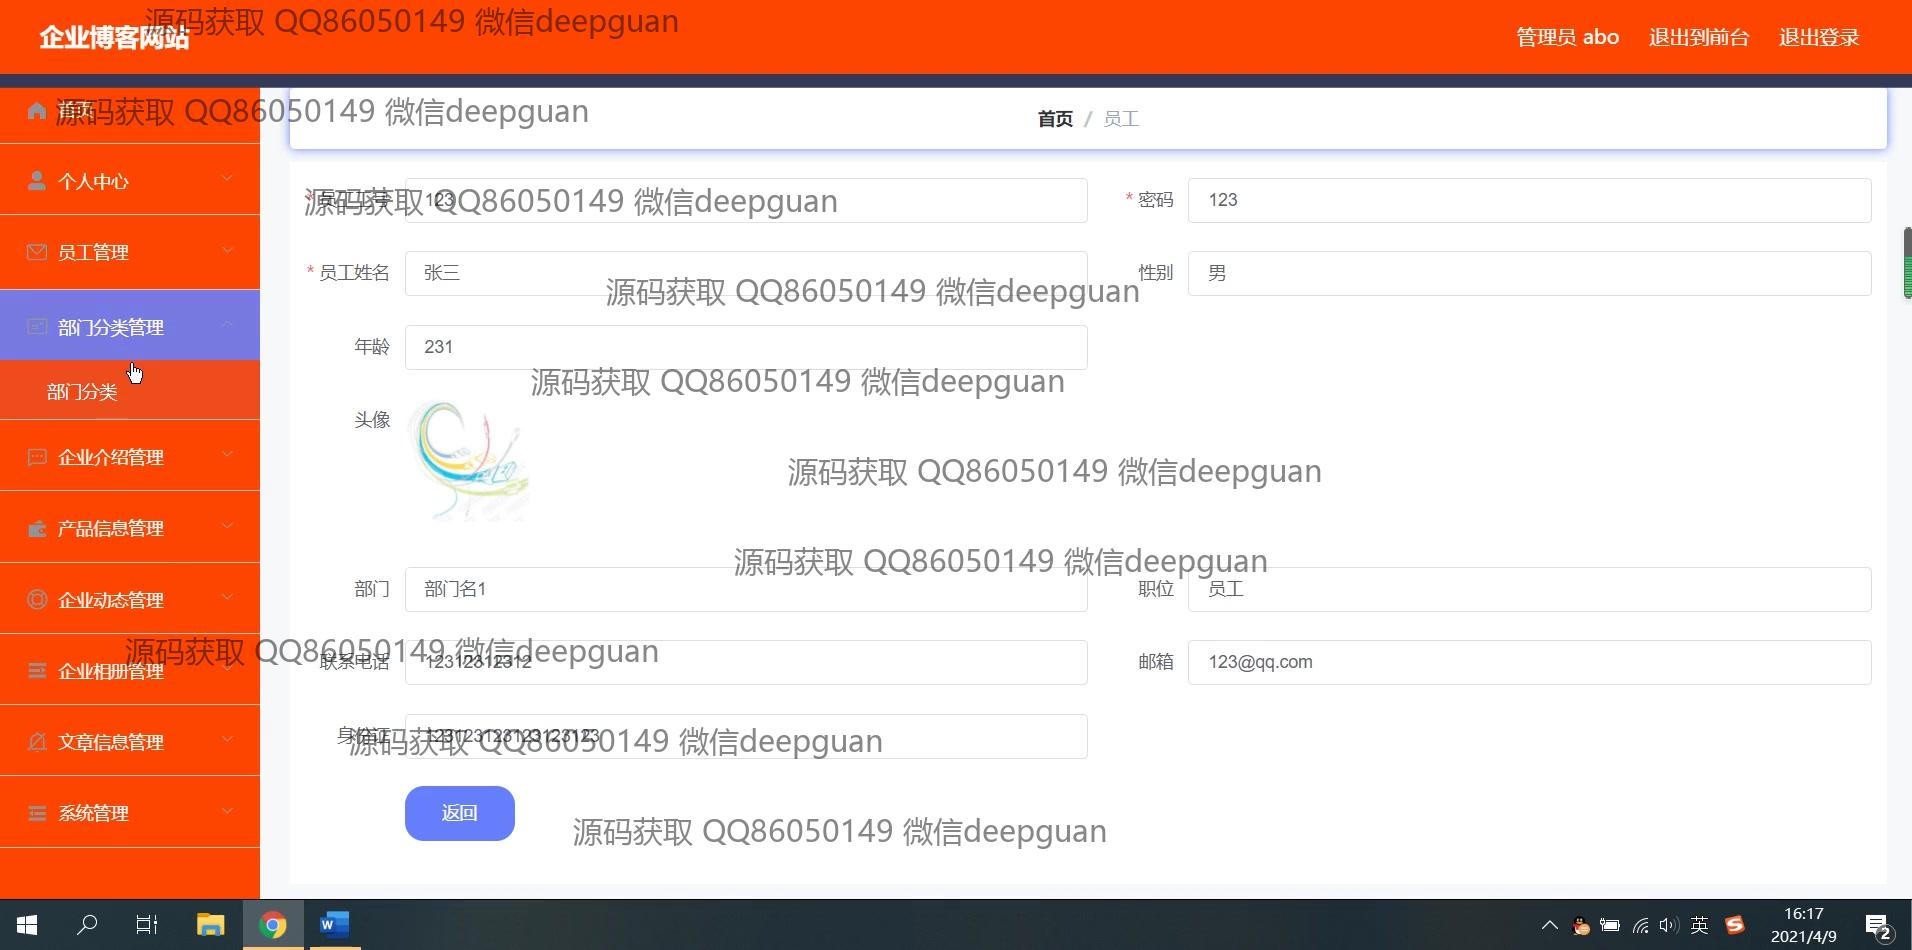 企业博客网站
源码获取 QQ86050149 微信deepguan
管理员 abo 退出到前台 退出登录
首页
源码获取 QQ86050149 微信deepguan
首页 / 员工
个人中心
* 员工工号 123
源码获取 QQ86050149 微信deepguan
* 密码 123
员工管理
* 员工姓名 张三
性别 男
源码获取 QQ86050149 微信deepguan
部门分类管理
年龄 231
源码获取 QQ86050149 微信deepguan
部门分类
头像
企业介绍管理
源码获取 QQ86050149 微信deepguan
产品信息管理
源码获取 QQ86050149 微信deepguan
部门 部门名1
职位 员工
企业动态管理
源码获取 QQ86050149 微信deepguan
联系电话 12312312312
邮箱 123@qq.com
企业相册管理
身份证 123123123123123123
源码获取 QQ86050149 微信deepguan
文章信息管理
系统管理
返回
源码获取 QQ86050149 微信deepguan
英
16:17
2021/4/9
2